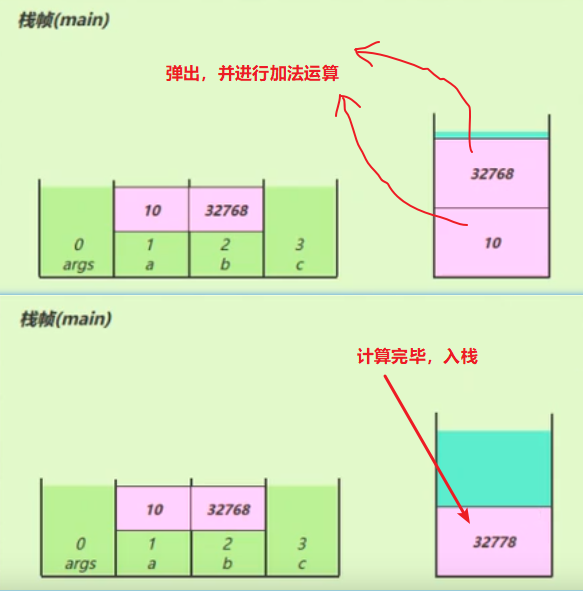 栈帧(main)
弹出，并进行加法运算
32768
10 32768
10
0 1 2 3
args a b c
栈帧(main)
计算完毕，入栈
10 32768
32778
0 1 2 3
args a b c